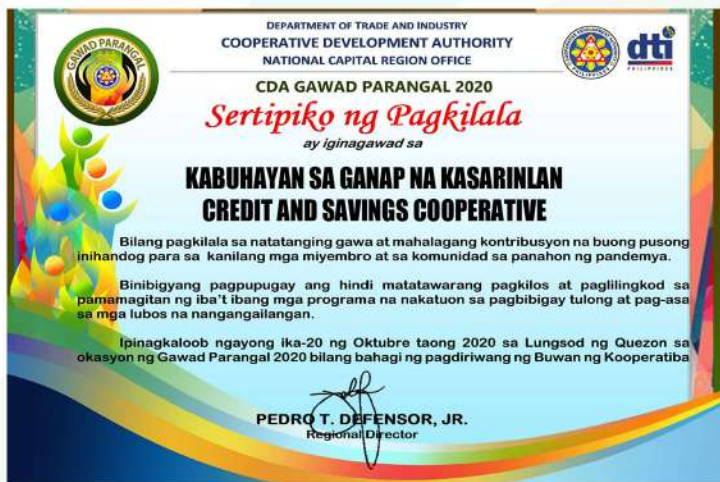 DEPARTMENT OF TRADE AND INDUSTRY
COOPERATIVE DEVELOPMENT AUTHORITY
NATIONAL CAPITAL REGION OFFICE
GAWAD PARANGAL
dti
PHILIPPINES
CDA GAWAD PARANGAL 2020
Sertipiko ng Pagkilala
ay iginagawad sa
KABUHAYAN SA GANAP NA KASARINLAN
CREDIT AND SAVINGS COOPERATIVE
Bilang pagkilala sa natatanging gawa at mahalagang kontribusyon na buong pusong
inihandog para sa kanilang mga miyembro at sa komunidad sa panahon ng pandemya.
Binibigyang pagpupugay ang hindi matatawarang pagkilos at paglilingkod sa
pamamagitan ng iba't ibang mga programa na nakatuon sa pagbibigay tulong at pag-asa
sa mga lubos na nangangailangan.
Ipinagkaloob ngayong ika-20 ng Oktubre taong 2020 sa Lungsod ng Quezon sa
okasyon ng Gawad Parangal 2020 bilang bahagi ng pagdiriwang ng Buwan ng Kooperatiba
PEDRO T. DEFENSOR, JR.
Regional Director